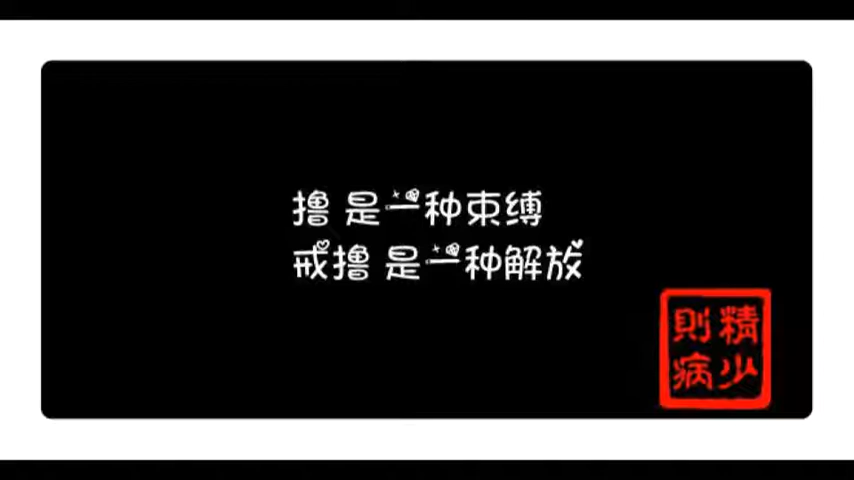 撸 是一种束缚
戒撸 是一种解放
精少
則病